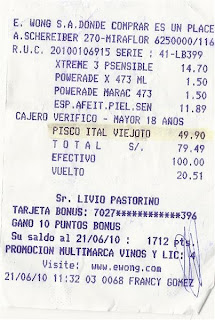 E. WONG S.A.DONDE COMPRAR ES UN PLACE
A.SCHEREIBER 270-MIRAFLOR 6250000/116
R.U.C. 20100106915 SERIE : 41-LB399
XTREME 3 PSENSIBLE 14.70
POWERADE X 473 ML 1.50
POWERADE MARAC 473 1.50
ESP.AFEIT.PIEL.SEN 11.89
CAJERO VERIFICO - MAYOR 18 AÑOS
PISCO ITAL VIEJOTO 49.90
T O T A L S/. 79.49
EFECTIVO 100.00
VUELTO 20.51
Sr. LIVIO PASTORINO
TARJETA BONUS: 7027************396
GANO 10 PUNTOS BONUS
Su saldo al 21/06/10 : 1712 pts.
PROMOCION MULTIMARCA VINOS Y LIC: 4
Visite: www.ewong.com
21/06/10 11:32 03 0068 FRANCY GOMEZ